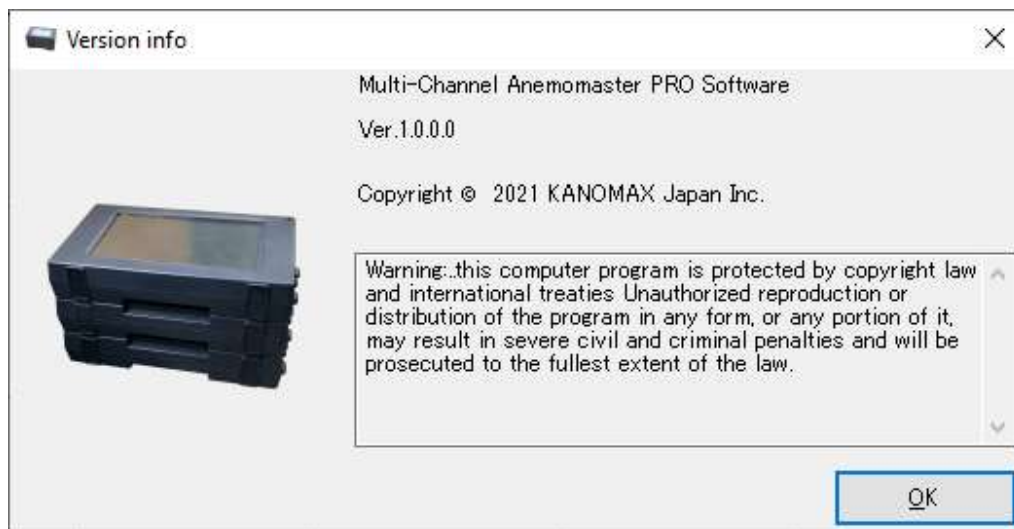 Version info
Multi-Channel Anemomaster PRO Software
Ver.1.0.0.0
Copyright © 2021 KANOMAX Japan Inc.
Warning:..this computer program is protected by copyright law
and international treaties Unauthorized reproduction or
distribution of the program in any form, or any portion of it,
may result in severe civil and criminal penalties and will be
prosecuted to the fullest extent of the law.
OK